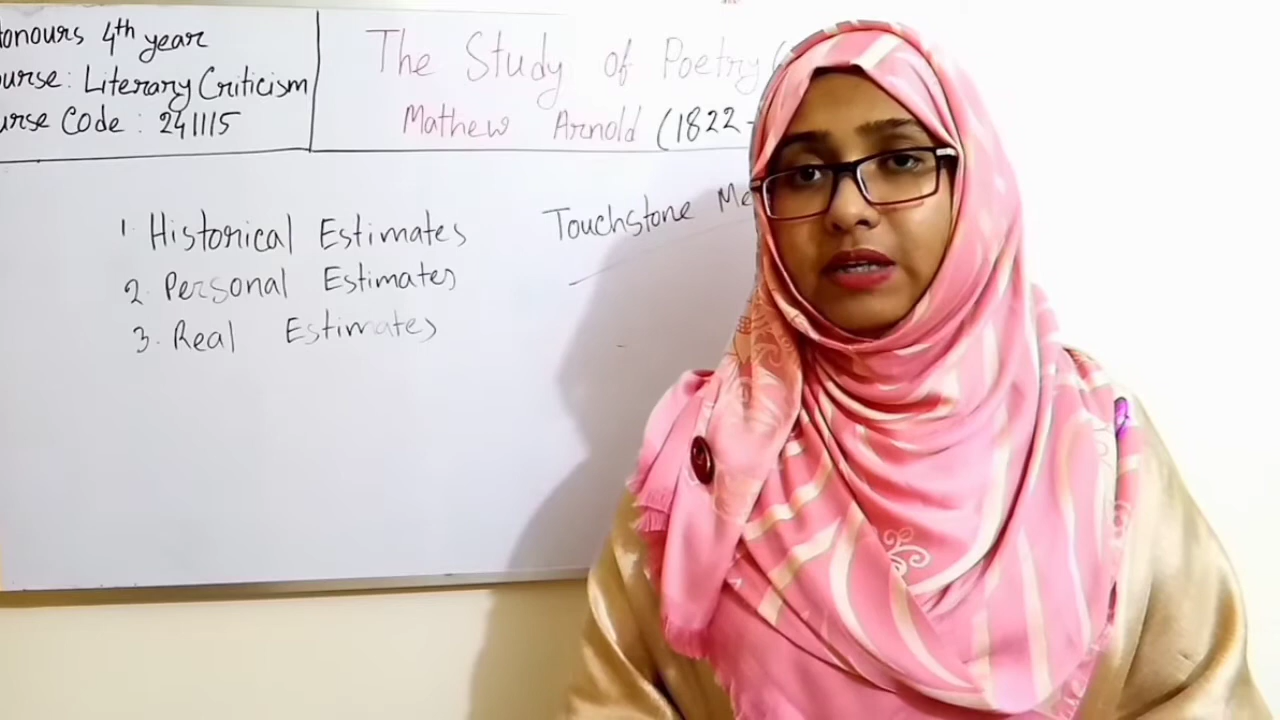 onours 4th year
ourse: Literary Criticism
urse Code: 241115
The Study of Poetry (
Mathew Arnold (1822-
1. Historical Estimates
2. Personal Estimates
3. Real Estimates
Touchstone Me